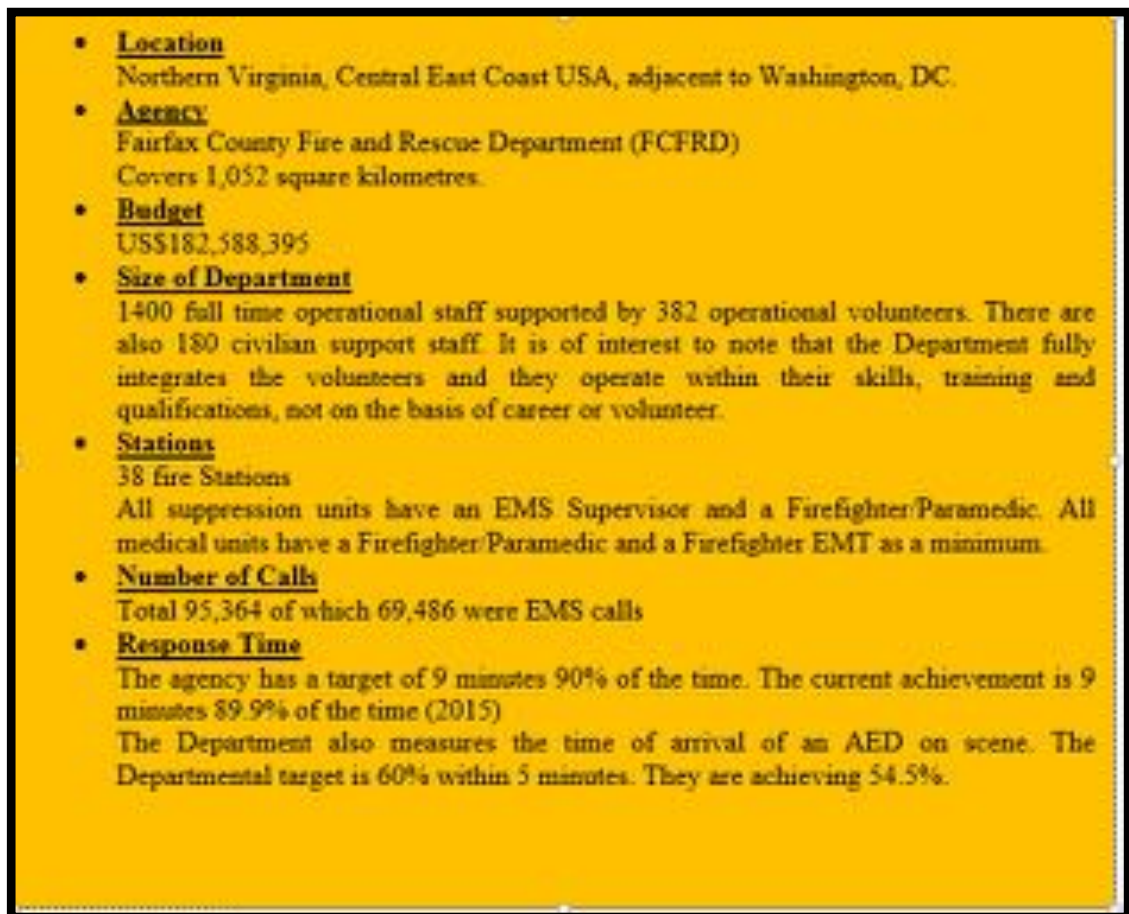 • Location
Northern Virginia, Central East Coast USA, adjacent to Washington, DC.
• Agency
Fairfax County Fire and Rescue Department (FCFRD)
Covers 1,052 square kilometres.
• Budget
US$182,588,395
• Size of Department
1400 full time operational staff supported by 382 operational volunteers. There are
also 180 civilian support staff. It is of interest to note that the Department fully
integrates the volunteers and they operate within their skills, training and
qualifications, not on the basis of career or volunteer.
• Stations
38 fire Stations
All suppression units have an EMS Supervisor and a Firefighter/Paramedic. All
medical units have a Firefighter/Paramedic and a Firefighter EMT as a minimum.
• Number of Calls
Total 95,364 of which 69,486 were EMS calls
• Response Time
The agency has a target of 9 minutes 90% of the time. The current achievement is 9
minutes 89.9% of the time (2015)
The Department also measures the time of arrival of an AED on scene. The
Departmental target is 60% within 5 minutes. They are achieving 54.5%.